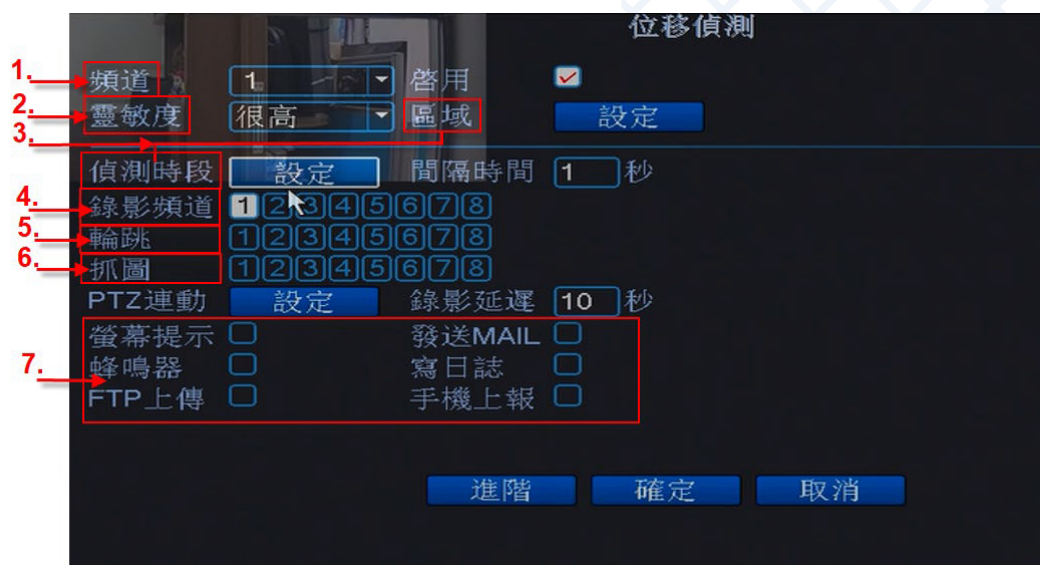 位移偵測
1. 頻道 1 啓用
2. 靈敏度 很高 區域 設定
3. 偵測時段 設定 間隔時間 1 秒
4. 錄影頻道 1 2 3 4 5 6 7 8
5. 輪跳 1 2 3 4 5 6 7 8
6. 抓圖 1 2 3 4 5 6 7 8
PTZ連動 設定 錄影延遲 10 秒
螢幕提示 發送MAIL
7. 蜂鳴器 寫日誌
FTP上傳 手機上報
進階 確定 取消